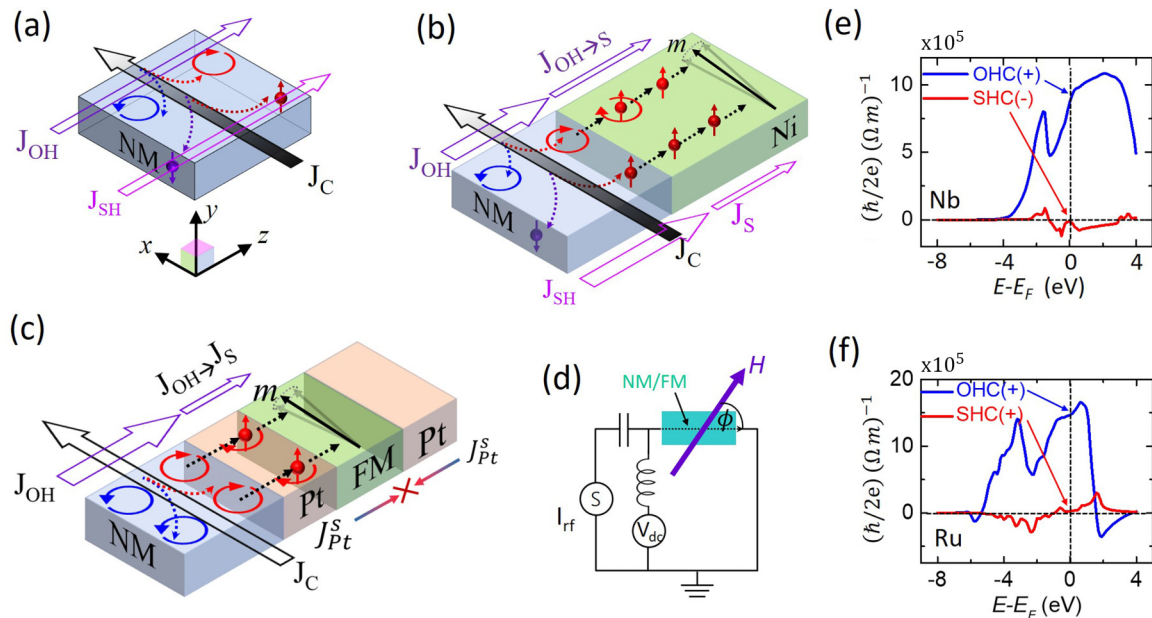 (a)
J_OH
NM
J_SH
J_C
y
x
z
(b)
J_OH→S
m
Ni
J_OH
NM
J_S
J_SH
J_C
(c)
J_OH→J_S
m
Pt
FM
Pt
J_OH
NM
J_C
J^S_Pt
J^S_Pt
(d)
NM/FM
H
ϕ
S
I_rf
V_dc
(e)
x10^5
OHC(+)
SHC(-)
10
5
0
(ℏ/2e) (Ω m)^−1
Nb
-8
-4
0
4
E-E_F (eV)
(f)
x10^5
20
OHC(+)
SHC(+)
10
0
(ℏ/2e) (Ω m)^−1
Ru
-8
-4
0
4
E-E_F (eV)